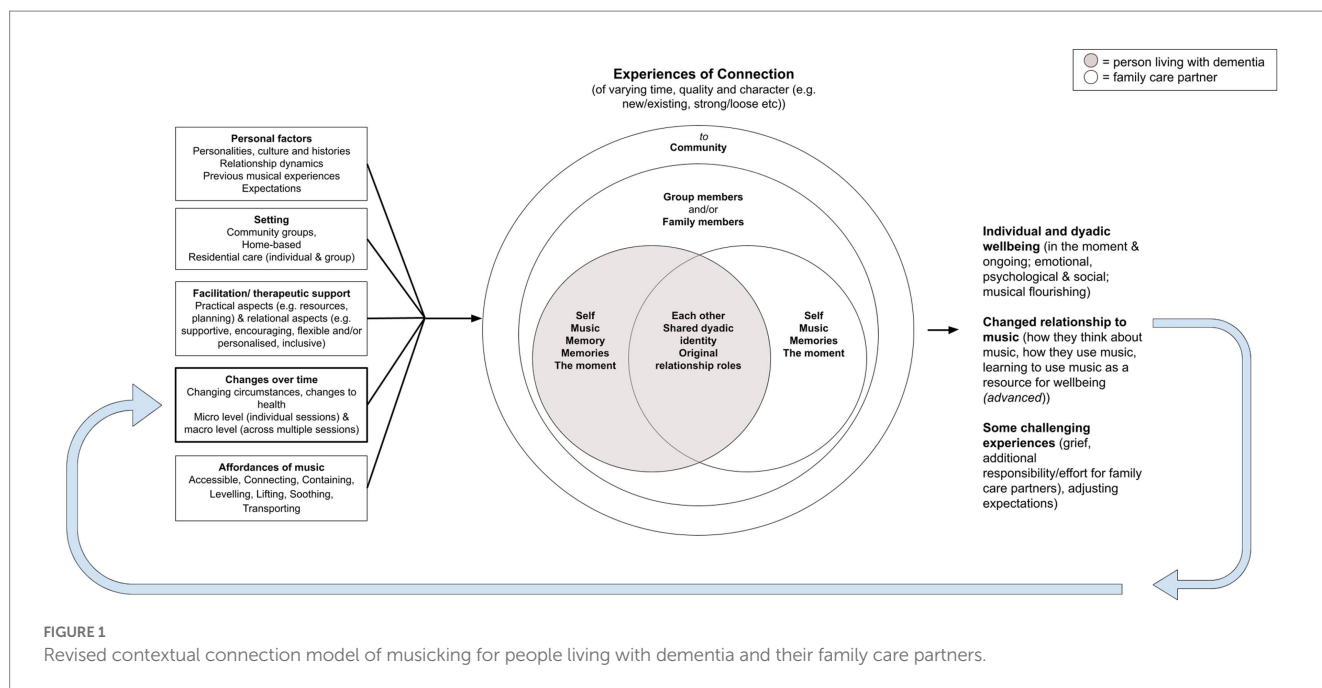 = person living with dementia
= family care partner
Experiences of Connection
(of varying time, quality and character (e.g.
new/existing, strong/loose etc))
Personal factors
Personalities, culture and histories
Relationship dynamics
Previous musical experiences
Expectations
Setting
Community groups,
Home-based
Residential care (individual & group)
Facilitation/ therapeutic support
Practical aspects (e.g. resources,
planning) & relational aspects (e.g.
supportive, encouraging, flexible and/or
personalised, inclusive)
Changes over time
Changing circumstances, changes to
health
Micro level (individual sessions) &
macro level (across multiple sessions)
Affordances of music
Accessible, Connecting, Containing,
Levelling, Lifting, Soothing,
Transporting
to
Community
Group members
and/or
Family members
Self
Music
Memory
Memories
The moment
Each other
Shared dyadic
identity
Original
relationship roles
Self
Music
Memories
The moment
Individual and dyadic
wellbeing (in the moment &
ongoing; emotional,
psychological & social;
musical flourishing)
Changed relationship to
music (how they think about
music, how they use music,
learning to use music as a
resource for wellbeing
(advanced))
Some challenging
experiences (grief,
additional
responsibility/effort for family
care partners), adjusting
expectations)
FIGURE 1
Revised contextual connection model of musicking for people living with dementia and their family care partners.